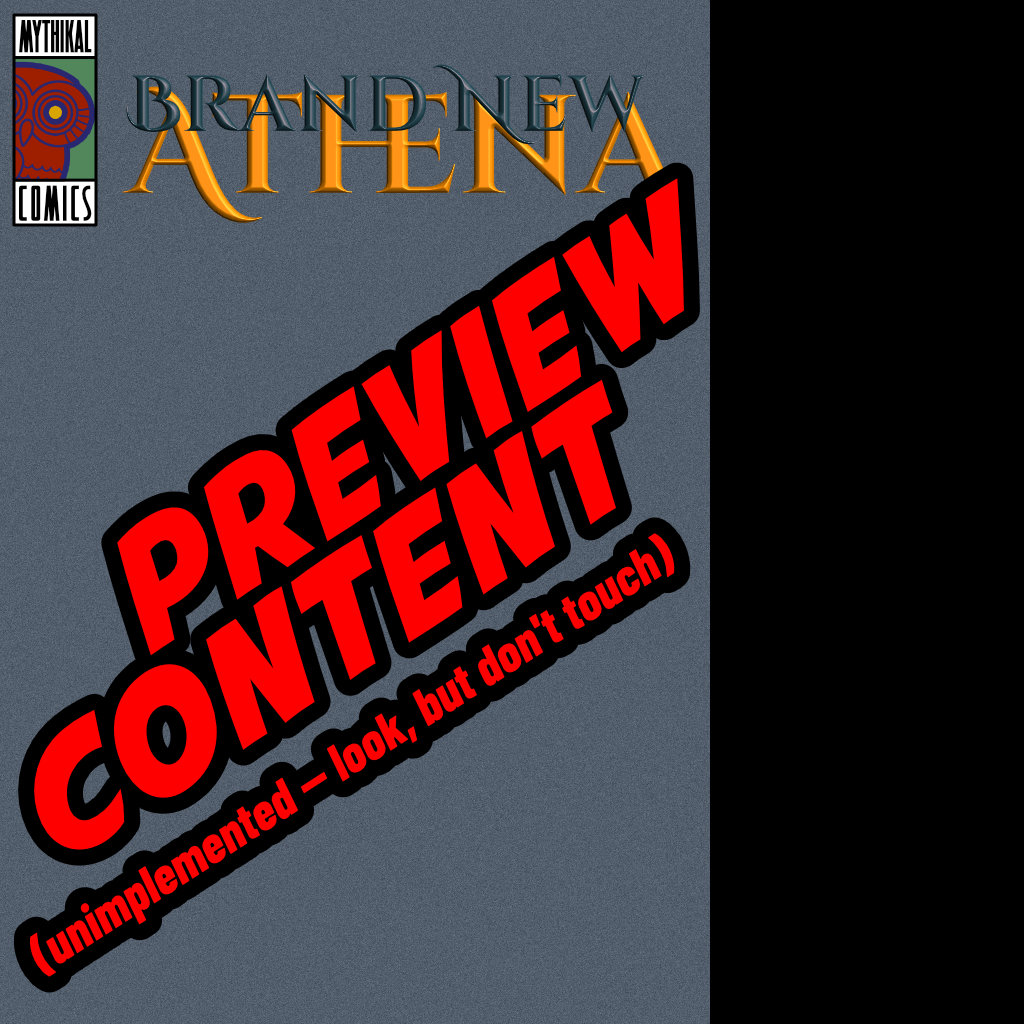 MYTHIKAL
COMICS
BRAND NEW
ATHENA
PREVIEW
CONTENT
(unimplemented – look, but don't touch)